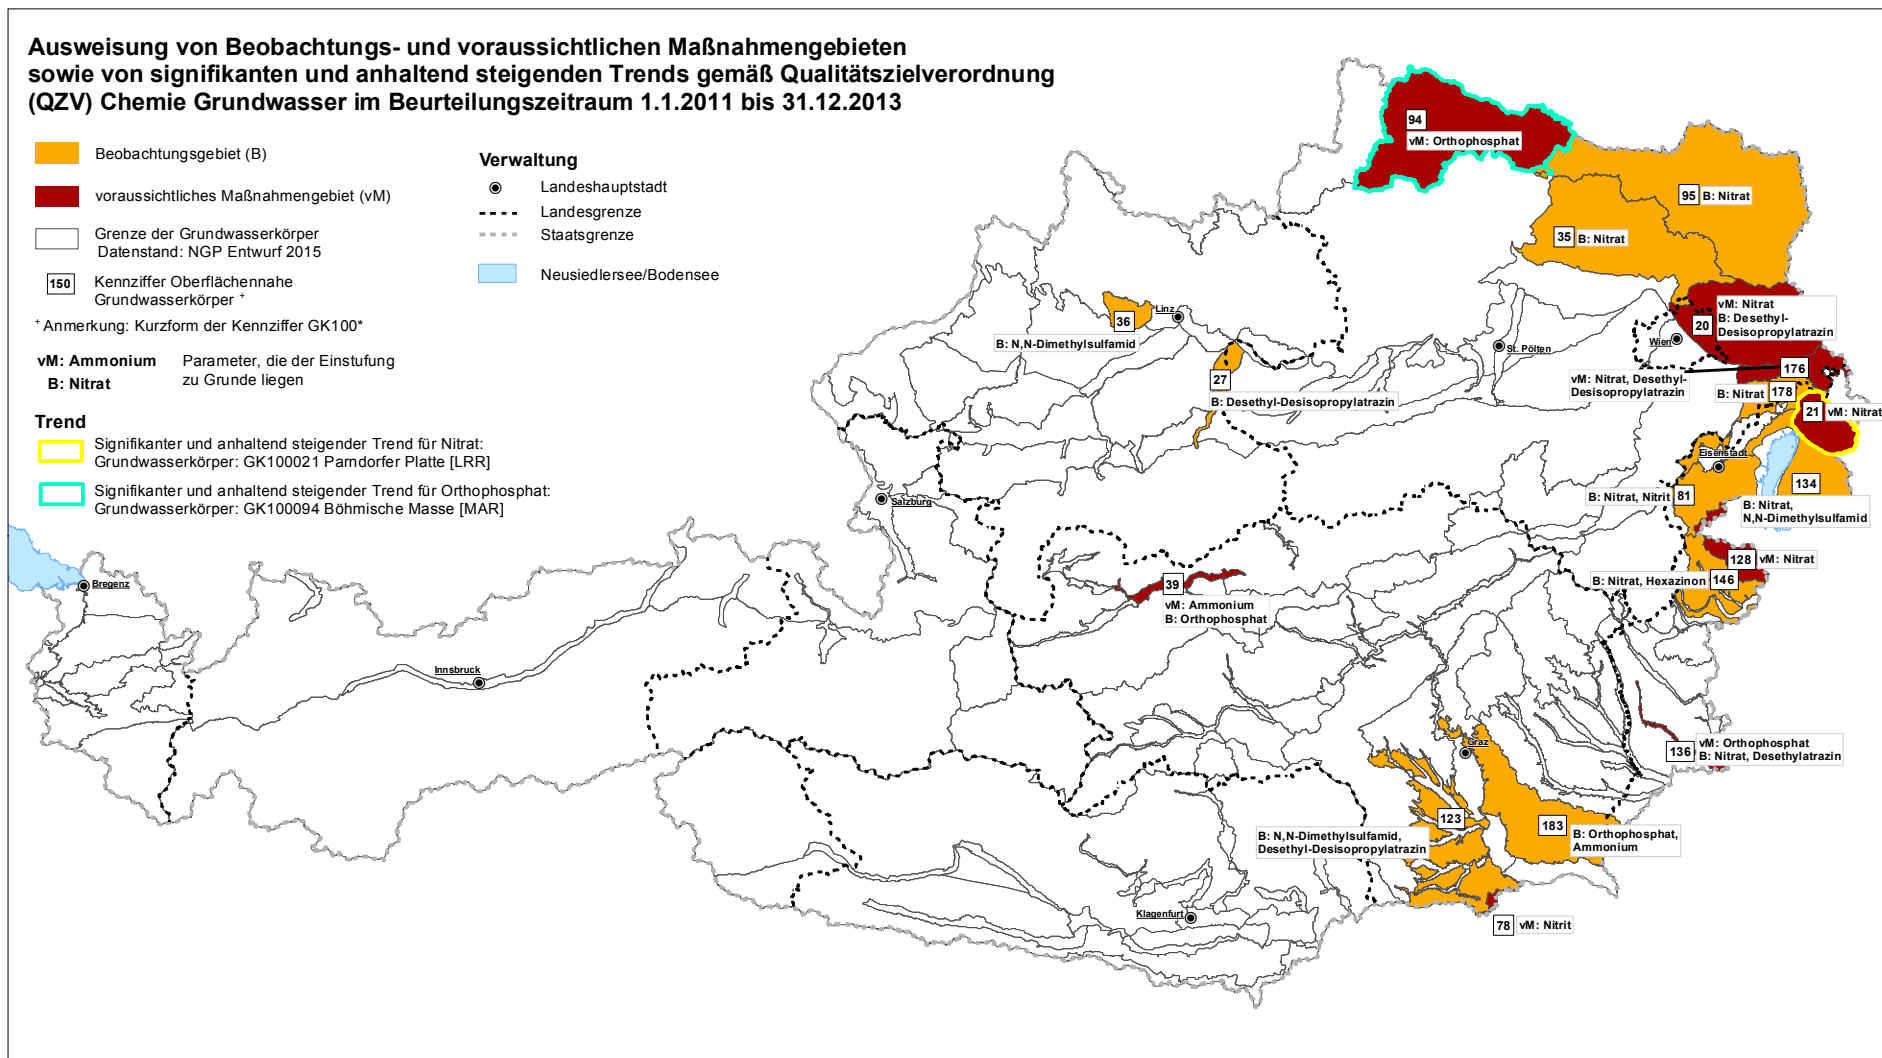 Ausweisung von Beobachtungs- und voraussichtlichen Maßnahmengebieten
sowie von signifikanten und anhaltend steigenden Trends gemäß Qualitätszielverordnung
(QZV) Chemie Grundwasser im Beurteilungszeitraum 1.1.2011 bis 31.12.2013
Beobachtungsgebiet (B)
voraussichtliches Maßnahmengebiet (vM)
Grenze der Grundwasserkörper
Datenstand: NGP Entwurf 2015
150
Kennziffer Oberflächennahe
Grundwasserkörper +
+ Anmerkung: Kurzform der Kennziffer GK100*
vM: Ammonium
B: Nitrat
Parameter, die der Einstufung
zu Grunde liegen
Trend
Signifikanter und anhaltend steigender Trend für Nitrat:
Grundwasserkörper: GK100021 Parndorfer Platte [LRR]
Signifikanter und anhaltend steigender Trend für Orthophosphat:
Grundwasserkörper: GK100094 Böhmische Masse [MAR]
Verwaltung
Landeshauptstadt
Landesgrenze
Staatsgrenze
Neusiedlersee/Bodensee
94
vM: Orthophosphat
95 B: Nitrat
35 B: Nitrat
36
B: N,N-Dimethylsulfamid
Linz
27
B: Desethyl-Desisopropylatrazin
St. Pölten
Wien
20
vM: Nitrat
B: Desethyl-
Desisopropylatrazin
176
vM: Nitrat, Desethyl-
Desisopropylatrazin
B: Nitrat 178
21 vM: Nitrat
Eisenstadt
134
B: Nitrat,
N,N-Dimethylsulfamid
B: Nitrat, Nitrit 81
128 vM: Nitrat
B: Nitrat, Hexazinon 146
Salzburg
39
vM: Ammonium
B: Orthophosphat
Bregenz
Innsbruck
136
vM: Orthophosphat
B: Nitrat, Desethylatrazin
Graz
123
B: N,N-Dimethylsulfamid,
Desethyl-Desisopropylatrazin
183
B: Orthophosphat,
Ammonium
Klagenfurt
78 vM: Nitrit